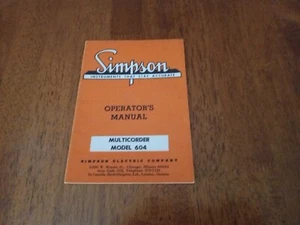 Simpson
INSTRUMENTS THAT STAY ACCURATE
OPERATOR'S
MANUAL
MULTICORDER
MODEL 604
SIMPSON ELECTRIC COMPANY